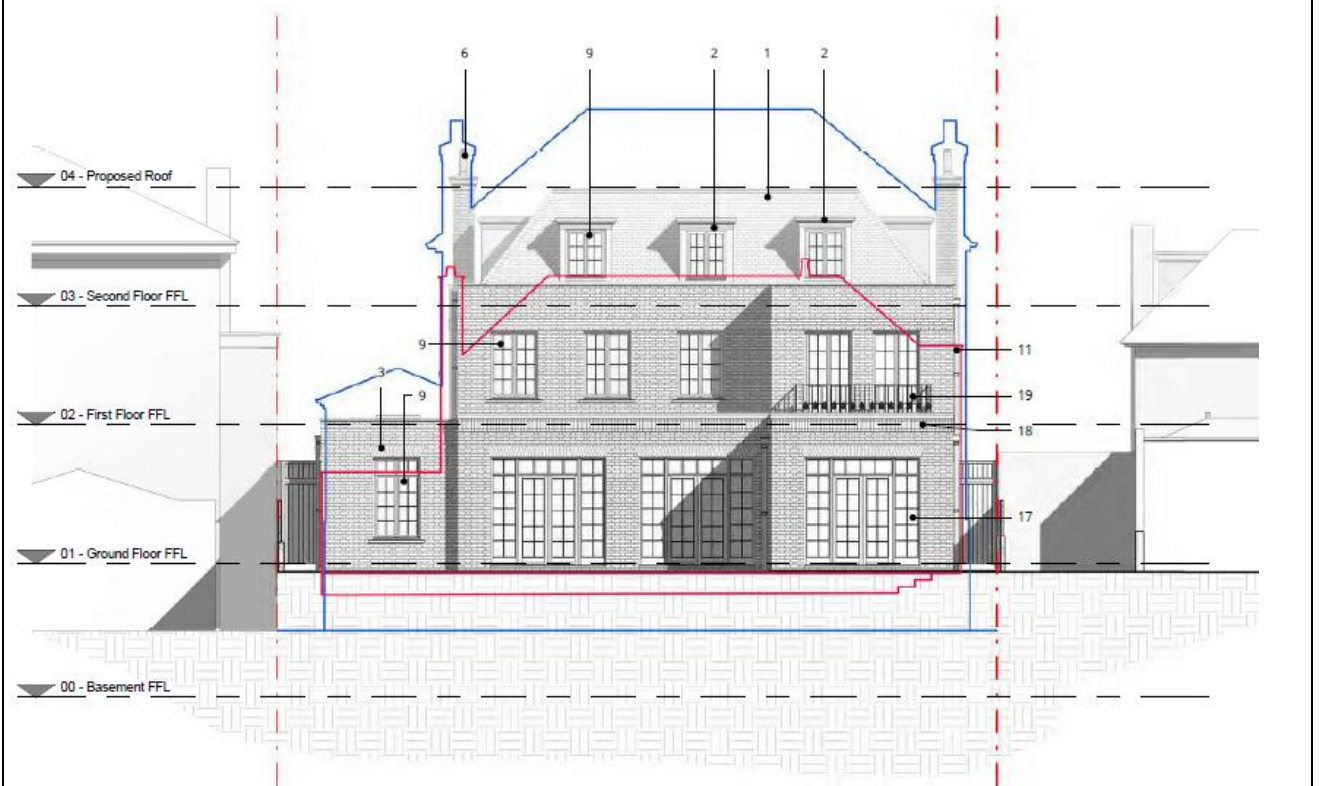 6 9 2 1 2
04 - Proposed Roof
03 - Second Floor FFL
9 11
3 9 19
02 - First Floor FFL
18
17
01 - Ground Floor FFL
00 - Basement FFL